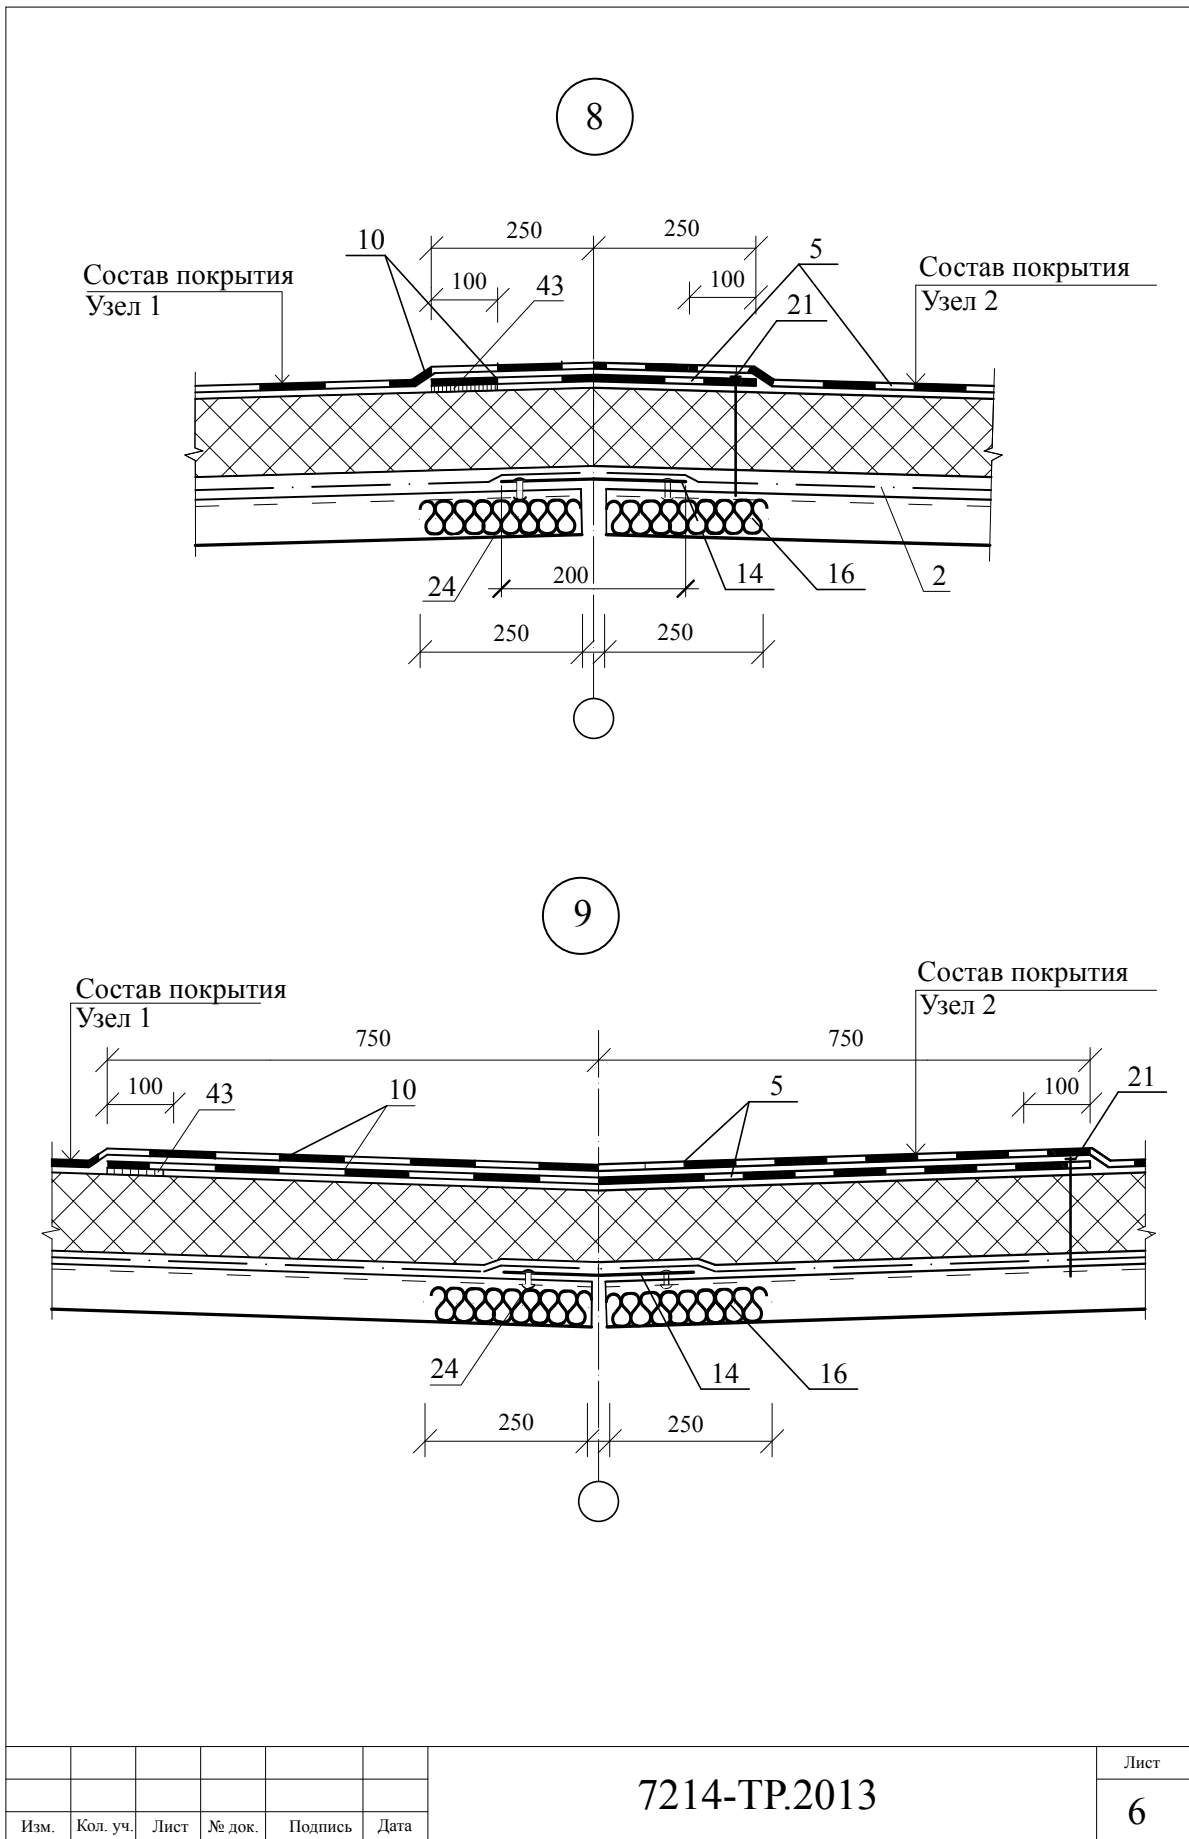 8
250
250
10
5
Состав покрытия
Узел 1
100
43
100
21
Состав покрытия
Узел 2
24
200
14
16
2
250
250
9
Состав покрытия
Узел 1
Состав покрытия
Узел 2
750
750
100
43
10
5
100
21
24
14
16
250
250
Изм.
Кол. уч.
Лист
№ док.
Подпись
Дата
7214-ТР.2013
Лист
6